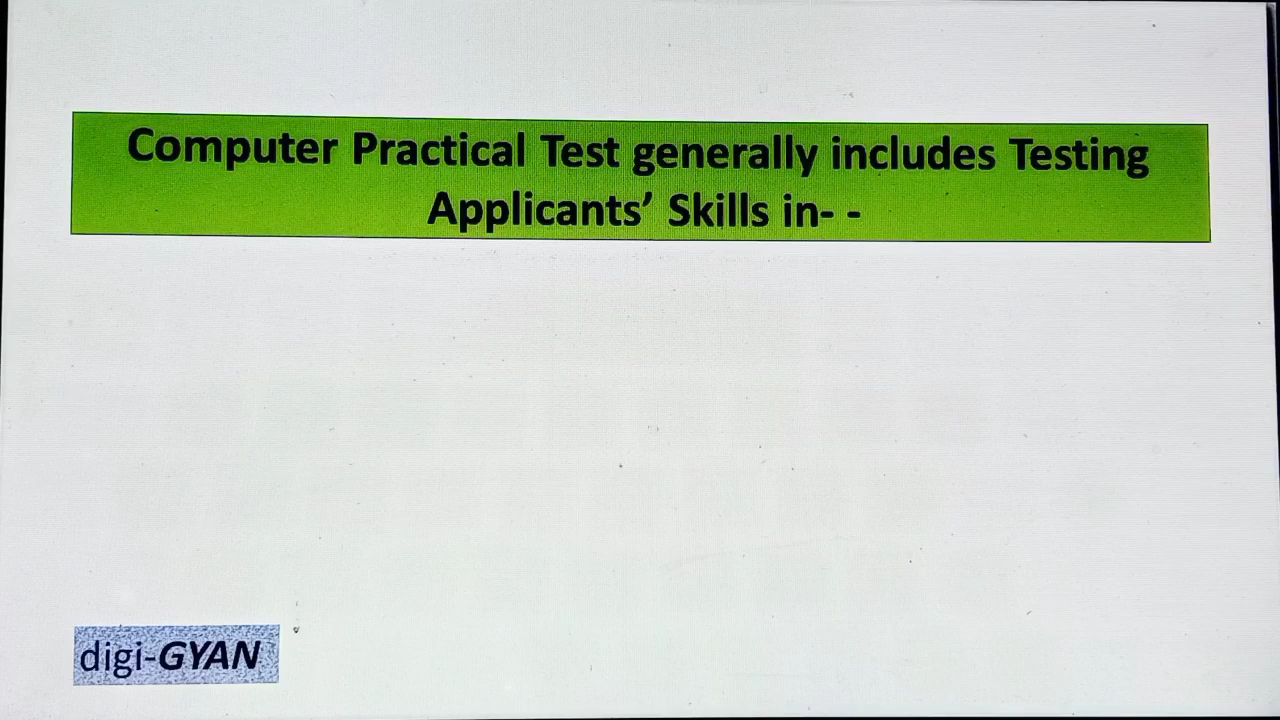 Computer Practical Test generally includes Testing
Applicants’ Skills in- -
digi-GYAN